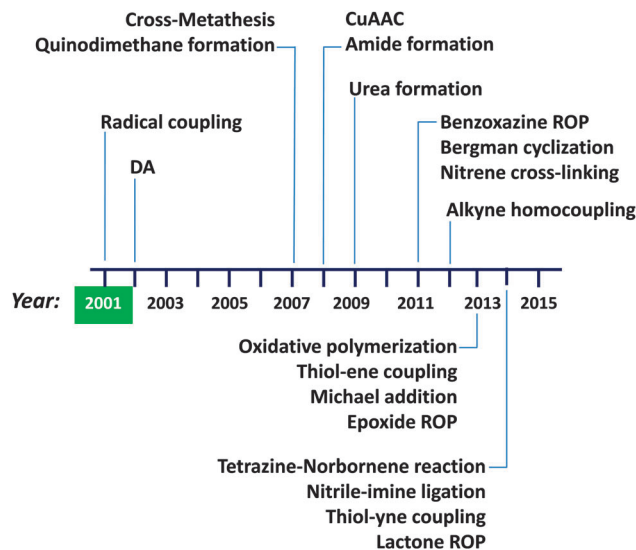 Cross-Metathesis
Quinodimethane formation
CuAAC
Amide formation
Urea formation
Radical coupling
Benzoxazine ROP
Bergman cyclization
Nitrene cross-linking
DA
Alkyne homocoupling
Year: 2001 2003 2005 2007 2009 2011 2013 2015
Oxidative polymerization
Thiol-ene coupling
Michael addition
Epoxide ROP
Tetrazine-Norbornene reaction
Nitrile-imine ligation
Thiol-yne coupling
Lactone ROP